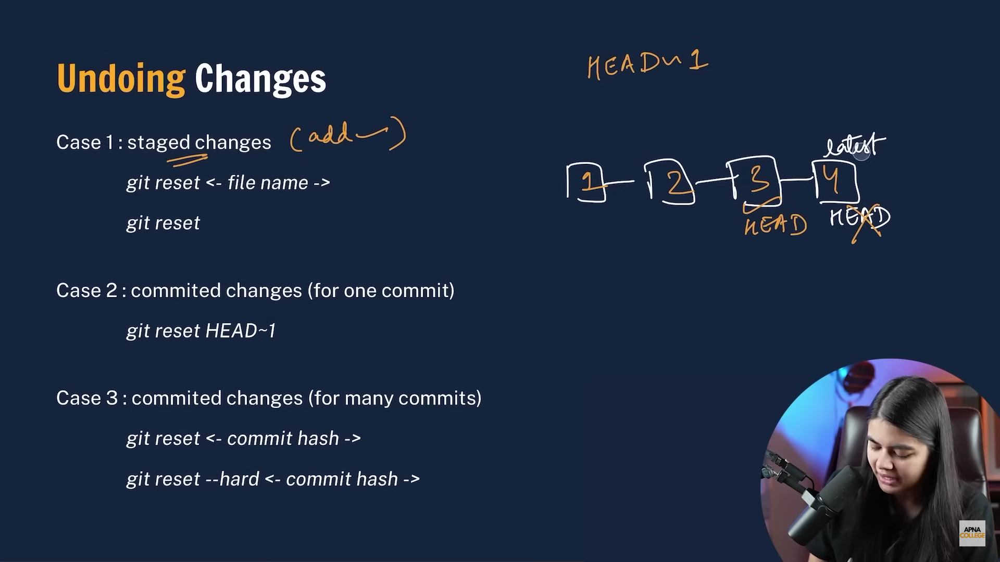 HEAD~1
Undoing Changes
Case 1 : staged changes (add ~)
git reset <- file name ->
git reset
latest
1 2 3 4
HEAD HEAD
Case 2 : commited changes (for one commit)
git reset HEAD~1
Case 3 : commited changes (for many commits)
git reset <- commit hash ->
git reset --hard <- commit hash ->
APNA
COLLEGE